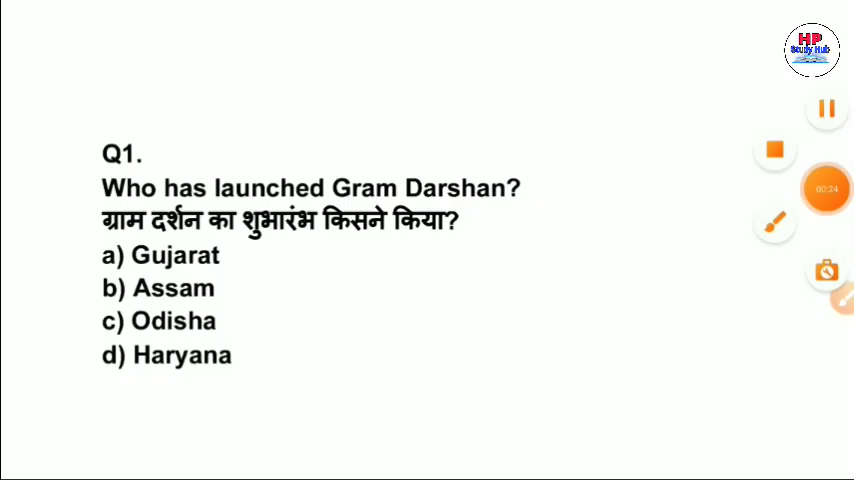 HP
Study Hub
00:24
Q1.
Who has launched Gram Darshan?
ग्राम दर्शन का शुभारंभ किसने किया?
a) Gujarat
b) Assam
c) Odisha
d) Haryana